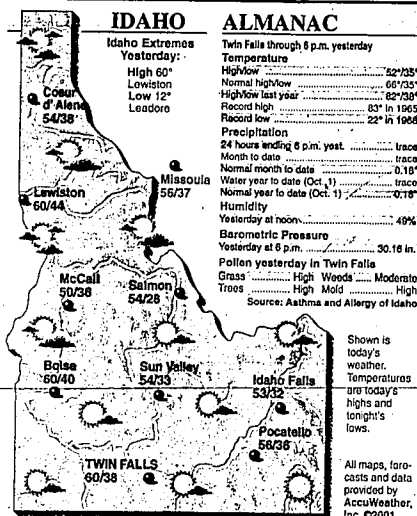 IDAHO
Idaho Extremes
Yesterday:
High 60°
Lewiston
Low 12°
Leadore
Coeur
d'Alene
54/38
Missoula
56/37
Lewiston
60/44
McCall
50/36
Salmon
54/28
Boise
60/40
Sun Valley
54/33
Idaho Falls
53/32
Pocatello
56/36
TWIN FALLS
60/38
ALMANAC
Twin Falls through 6 p.m. yesterday
Temperature
High/low 52°/35°
Normal high/low 66°/35°
High/low last year 82°/38°
Record high 83° in 1965
Record low 22° in 1968
Precipitation
24 hours ending 6 p.m. yest. trace
Month to date trace
Normal month to date 0.16"
Water year to date (Oct. 1) trace
Normal year to date (Oct. 1) 0.16"
Humidity
Yesterday at noon 49%
Barometric Pressure
Yesterday at 6 p.m. 30.16 in.
Pollen yesterday in Twin Falls
Grass High Weeds Moderate
Trees High Mold High
Source: Asthma and Allergy of Idaho
Shown is
today's
weather.
Temperatures
are today's
highs and
tonight's
lows.
All maps, fore-
casts and data
provided by
AccuWeather,
Inc. ©2001